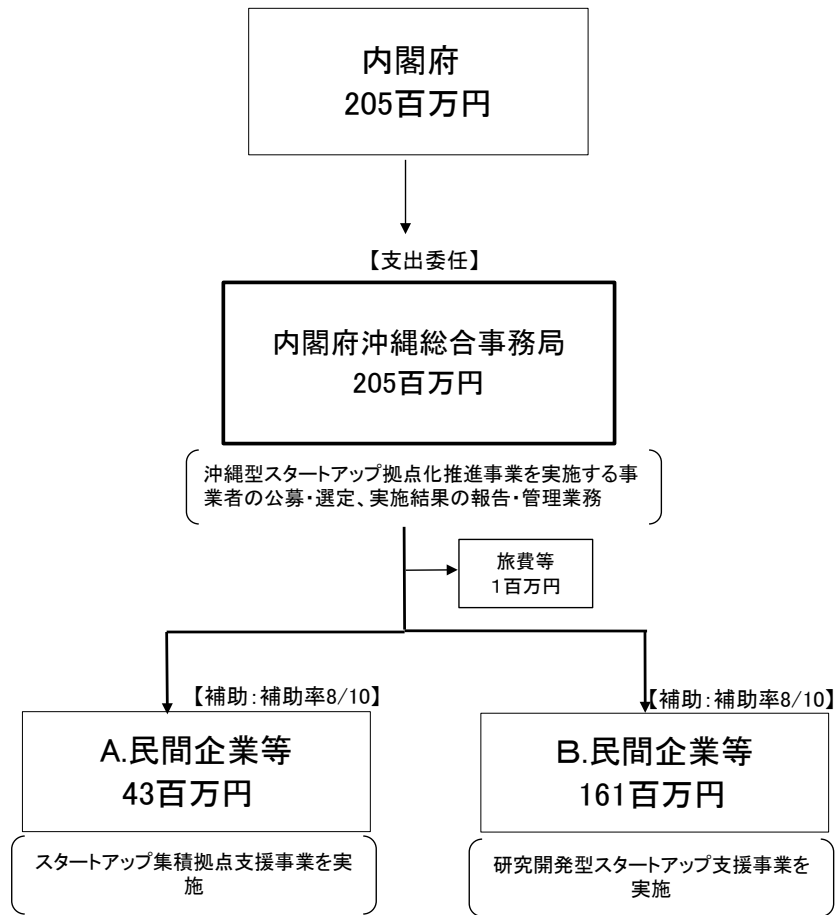 内閣府
205百万円
【支出委任】
内閣府沖縄総合事務局
205百万円
沖縄型スタートアップ拠点化推進事業を実施する事
業者の公募・選定、実施結果の報告・管理業務
旅費等
１百万円
【補助：補助率8/10】
A.民間企業等
43百万円
スタートアップ集積拠点支援事業を実
施
【補助：補助率8/10】
B.民間企業等
161百万円
研究開発型スタートアップ支援事業を
実施